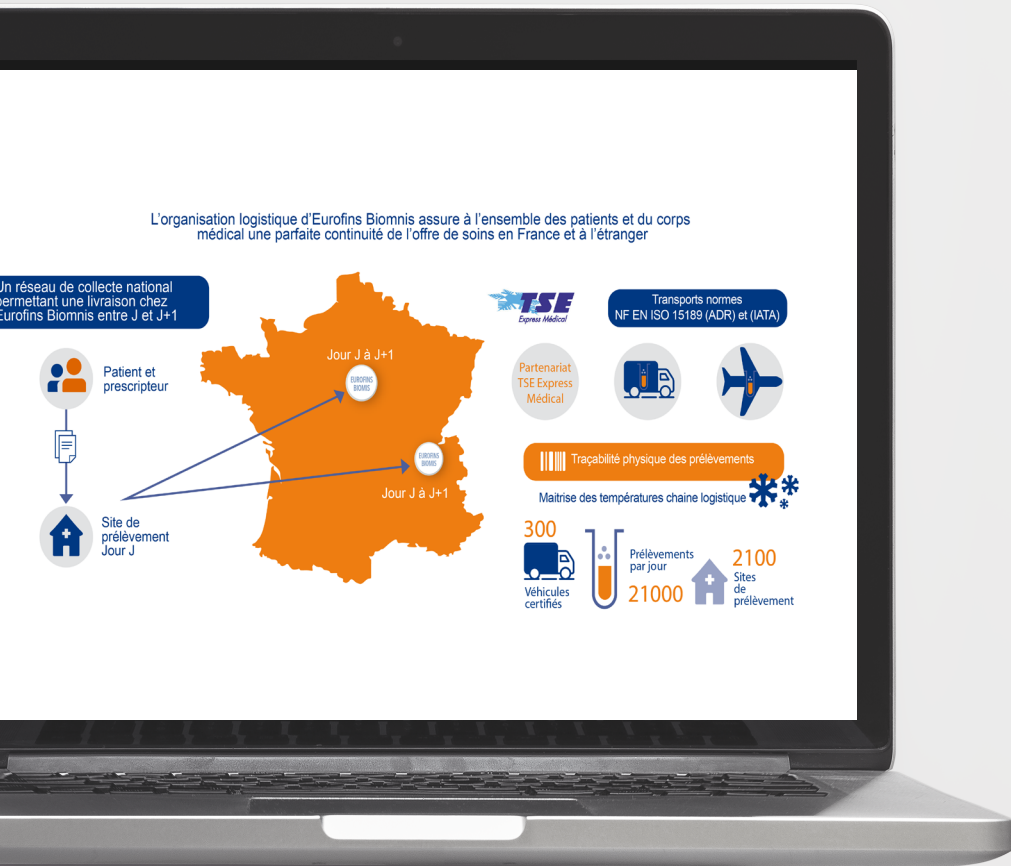 L'organisation logistique d'Eurofins Biomnis assure à l'ensemble des patients et du corps
médical une parfaite continuité de l'offre de soins en France et à l'étranger
Un réseau de collecte national
permettant une livraison chez
Eurofins Biomnis entre J et J+1
Patient et
prescripteur
Site de
prélèvement
Jour J
Jour J à J+1
EUROFINS
BIOMIS
EUROFINS
BIOMIS
Jour J à J+1
TSE
Express Médical
Transports normes
NF EN ISO 15189 (ADR) et (IATA)
Partenariat
TSE Express
Médical
Traçabilité physique des prélèvements
Maitrise des températures chaine logistique
300
Véhicules
certifiés
Prélèvements
par jour
21000
2100
Sites
de
prélèvement